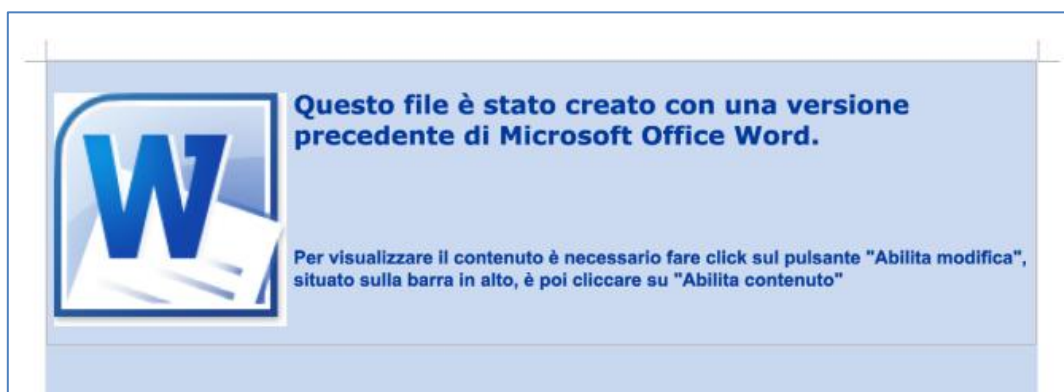 Questo file è stato creato con una versione
precedente di Microsoft Office Word.
Per visualizzare il contenuto è necessario fare click sul pulsante "Abilita modifica",
situato sulla barra in alto, è poi cliccare su "Abilita contenuto"